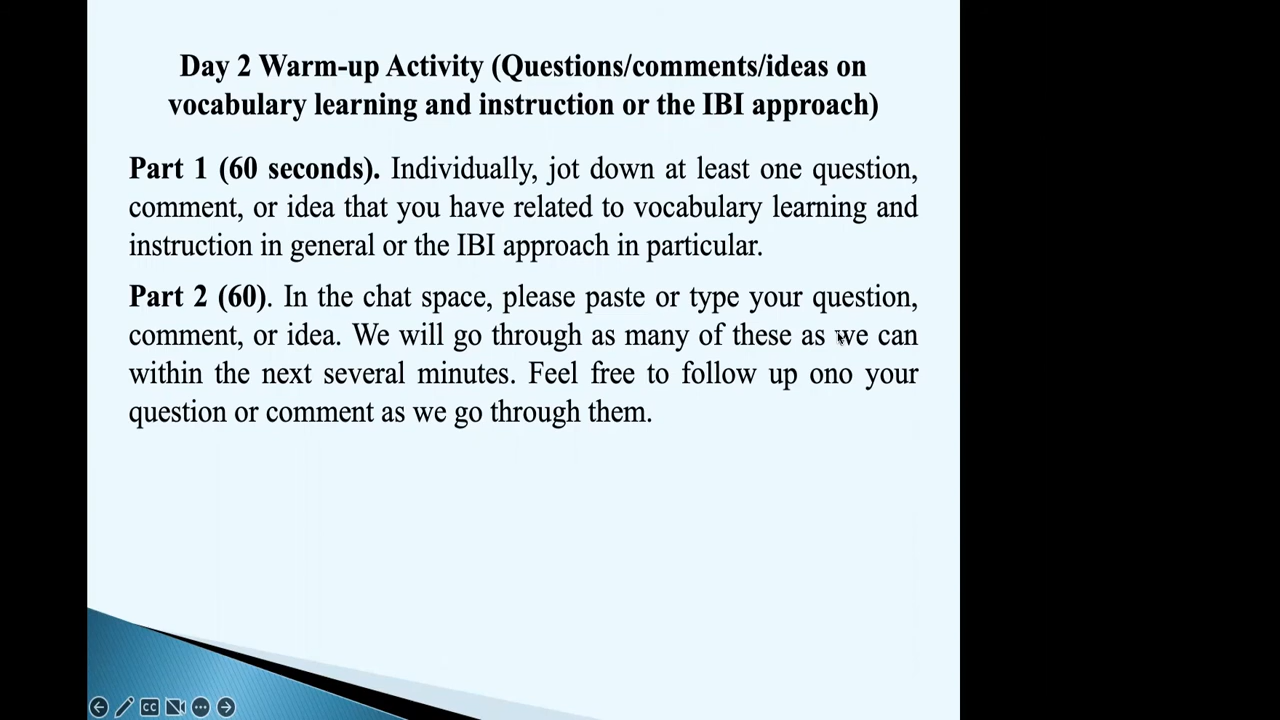 Day 2 Warm-up Activity (Questions/comments/ideas on
vocabulary learning and instruction or the IBI approach)
Part 1 (60 seconds). Individually, jot down at least one question,
comment, or idea that you have related to vocabulary learning and
instruction in general or the IBI approach in particular.
Part 2 (60). In the chat space, please paste or type your question,
comment, or idea. We will go through as many of these as we can
within the next several minutes. Feel free to follow up ono your
question or comment as we go through them.
CC